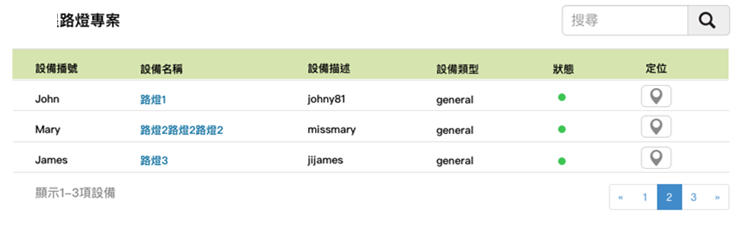 路燈專案
搜尋
設備播號 設備名稱 設備描述 設備類型 狀態 定位
John 路燈1 johny81 general
Mary 路燈2路燈2路燈2 missmary general
James 路燈3 jijames general
顯示1-3項設備
« 1 2 3 »